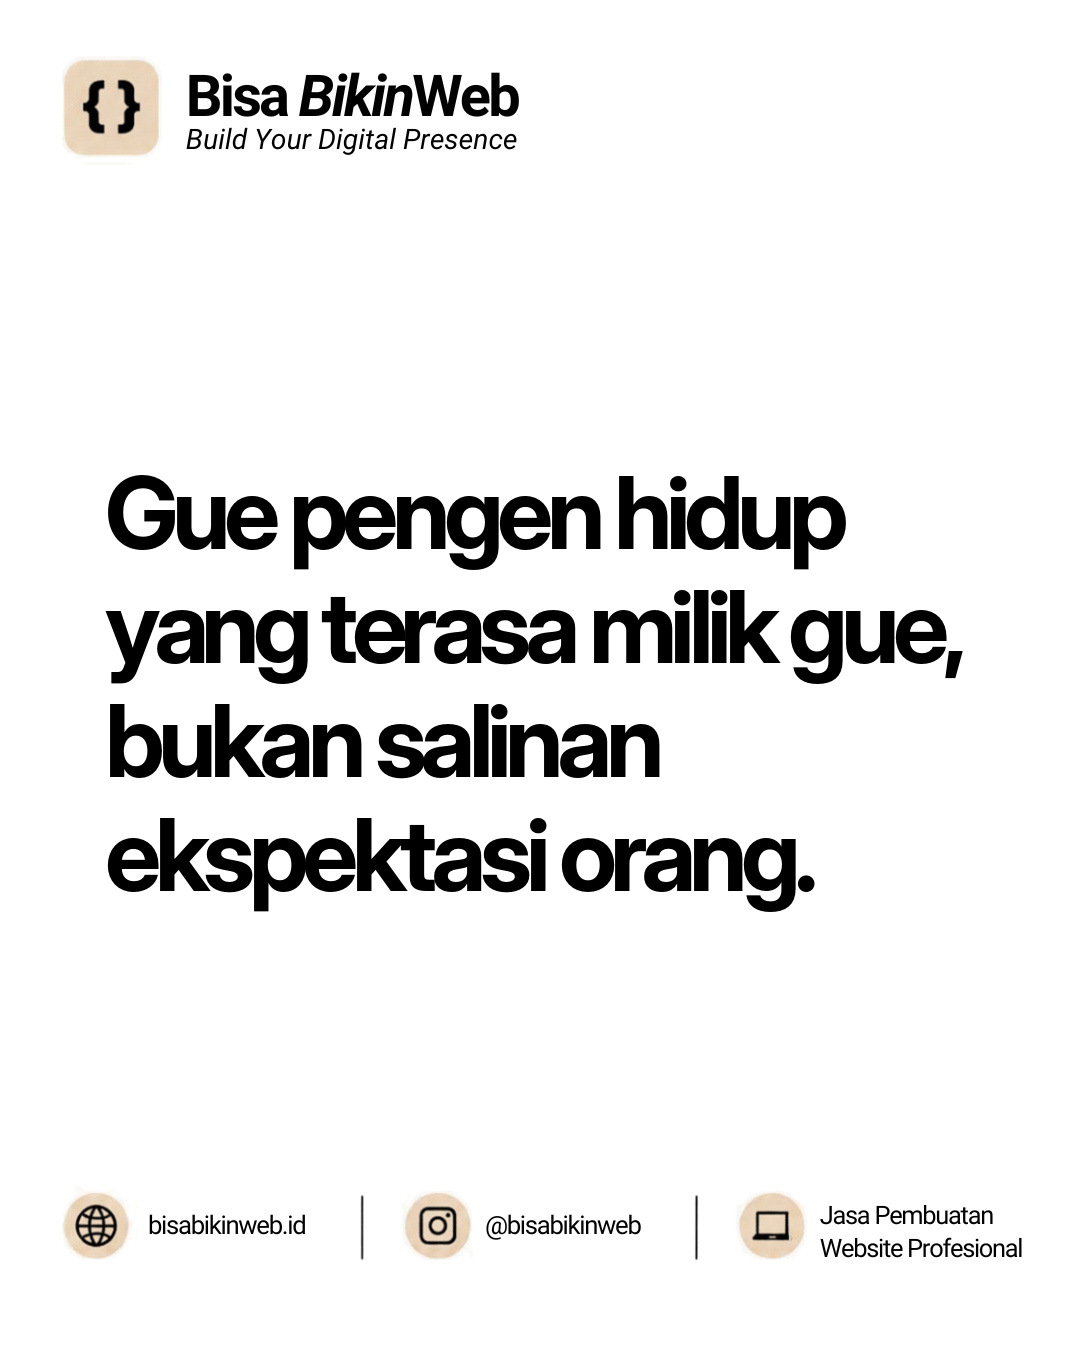 { }
Bisa BikinWeb
Build Your Digital Presence
Gue pengen hidup
yang terasa milik gue,
bukan salinan
ekspektasi orang.
bisabikinweb.id
@bisabikinweb
Jasa Pembuatan
Website Profesional